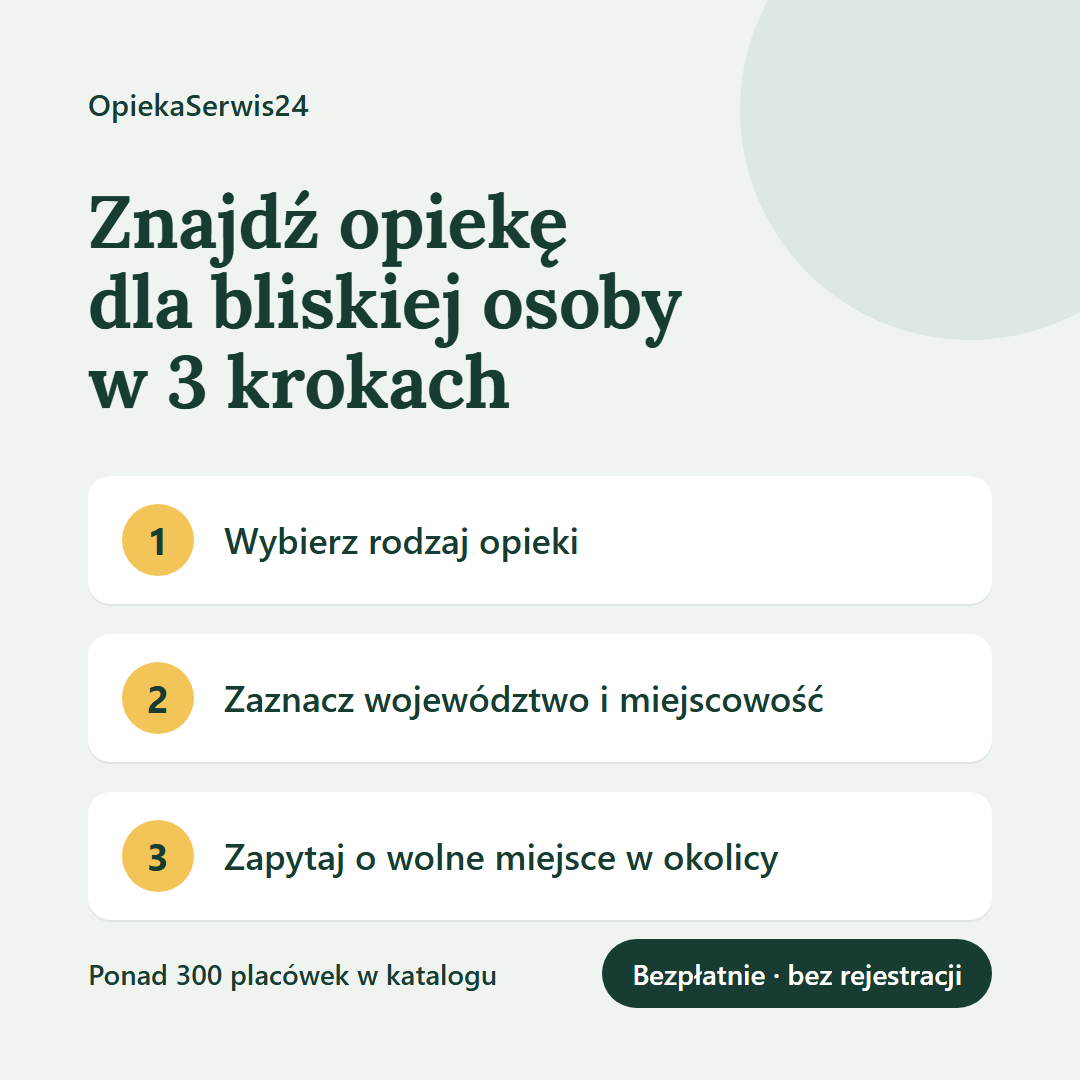 OpiekaSerwis24
Znajdź opiekę
dla bliskiej osoby
w 3 krokach
1 Wybierz rodzaj opieki
2 Zaznacz województwo i miejscowość
3 Zapytaj o wolne miejsce w okolicy
Ponad 300 placówek w katalogu
Bezpłatnie · bez rejestracji